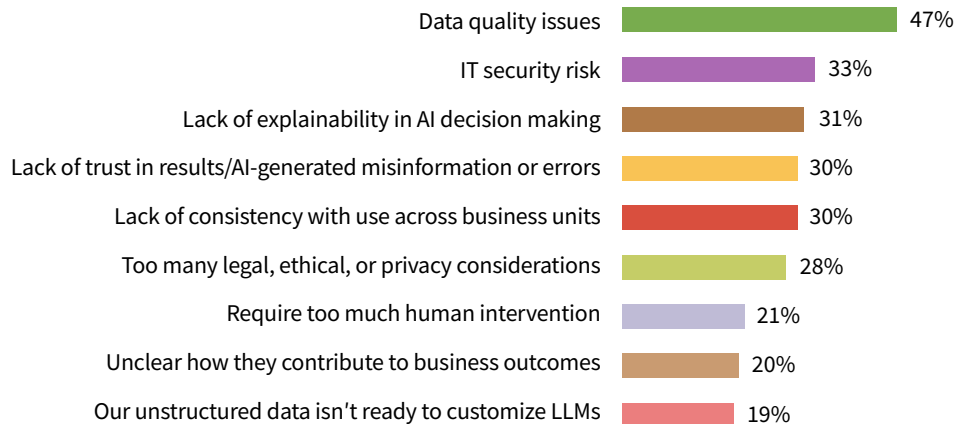 Data quality issues 47%
IT security risk 33%
Lack of explainability in AI decision making 31%
Lack of trust in results/AI-generated misinformation or errors 30%
Lack of consistency with use across business units 30%
Too many legal, ethical, or privacy considerations 28%
Require too much human intervention 21%
Unclear how they contribute to business outcomes 20%
Our unstructured data isn't ready to customize LLMs 19%